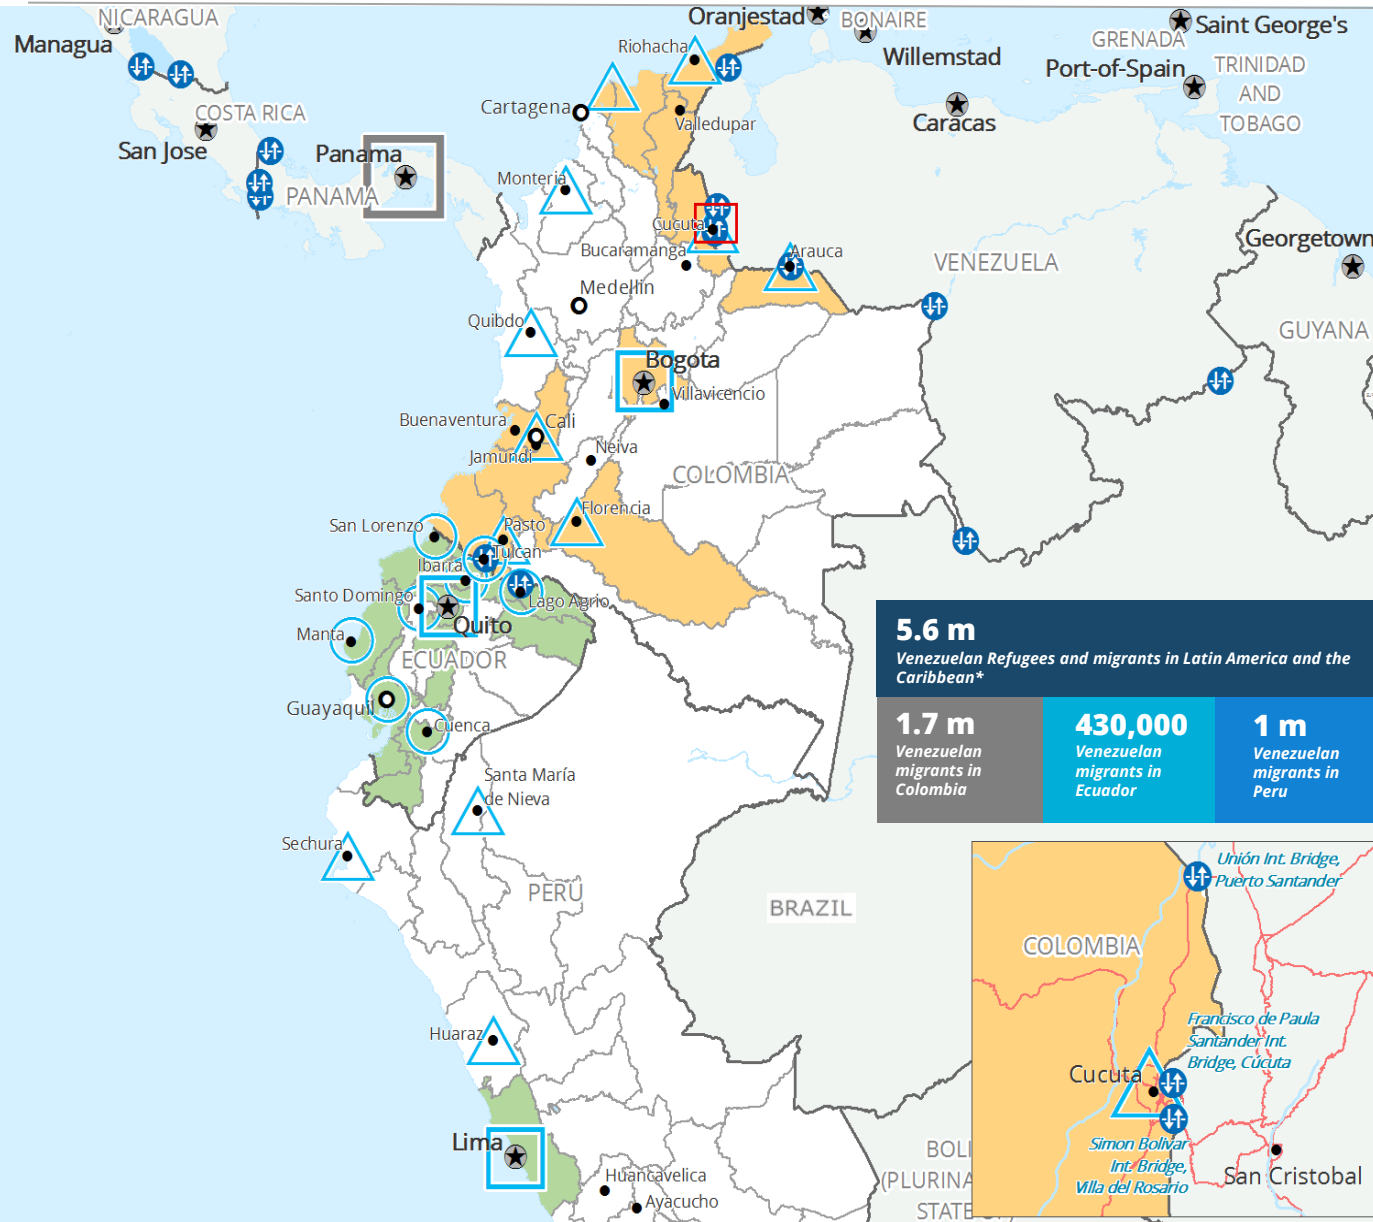 NICARAGUA
Managua
COSTA RICA
San Jose
Panama
PANAMA
Oranjestad
BONAIRE
Willemstad
Caracas
GRENADA
Saint George's
Port-of-Spain
TRINIDAD
AND
TOBAGO
Riohacha
Cartagena
Valledupar
Monteria
Cucuta
Bucaramanga
Arauca
VENEZUELA
Georgetown
GUYANA
Medellin
Quibdo
Bogota
Villavicencio
Buenaventura
Cali
Jamundi
Neiva
COLOMBIA
Florencia
San Lorenzo
Pasto
Tulcan
Ibarra
Santo Domingo
Lago Agrio
Quito
Manta
ECUADOR
Guayaquil
Cuenca
Santa María
de Nieva
Sechura
PERU
BRAZIL
Huaraz
Lima
Huancavelica
Ayacucho
BOLI
(PLURINA
STATE
5.6 m
Venezuelan Refugees and migrants in Latin America and the
Caribbean*
1.7 m
Venezuelan
migrants in
Colombia
430,000
Venezuelan
migrants in
Ecuador
1 m
Venezuelan
migrants in
Peru
Unión Int. Bridge,
Puerto Santander
COLOMBIA
Francisco de Paula
Santander Int.
Bridge, Cúcuta
Cucuta
Simon Bolivar
Int. Bridge,
Villa del Rosario
San Cristobal